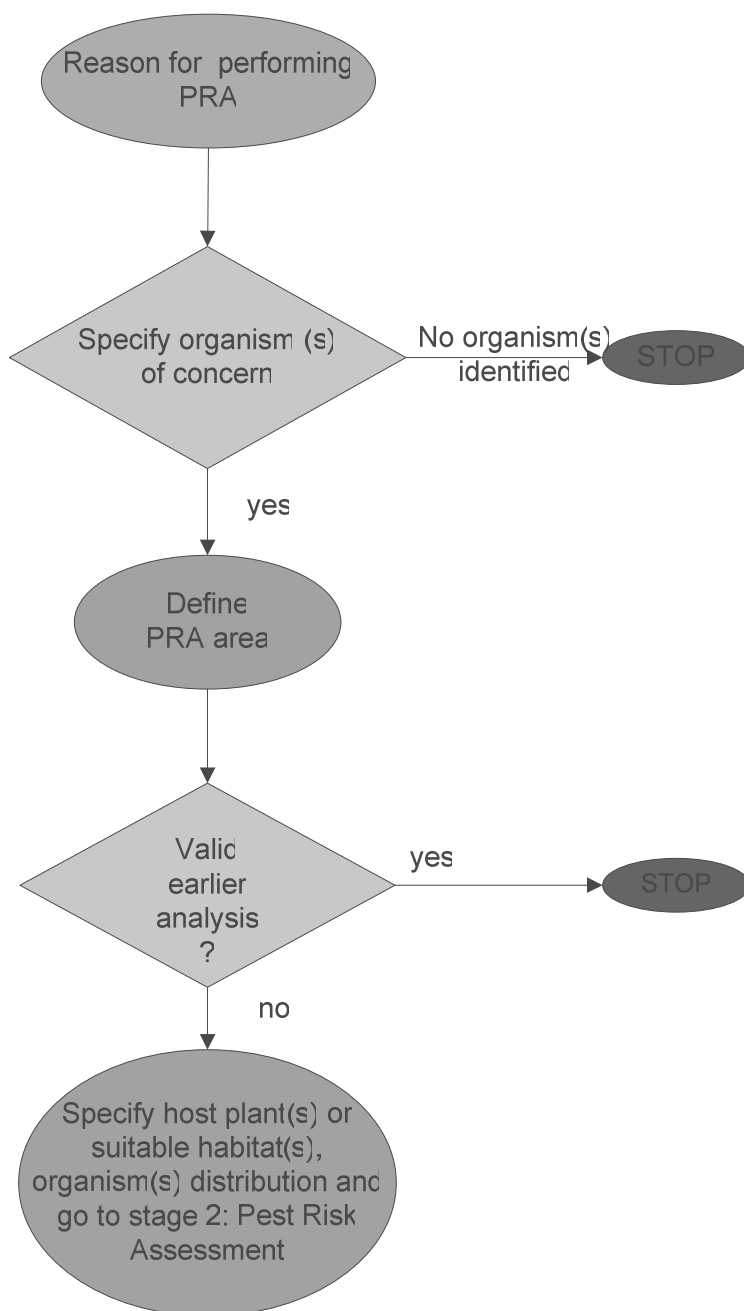 Reason for performing
PRA
Specify organism (s)
of concern
No organism(s)
identified
STOP
yes
Define
PRA area
Valid
earlier
analysis
?
yes
STOP
no
Specify host plant(s) or
suitable habitat(s),
organism(s) distribution and
go to stage 2: Pest Risk
Assessment